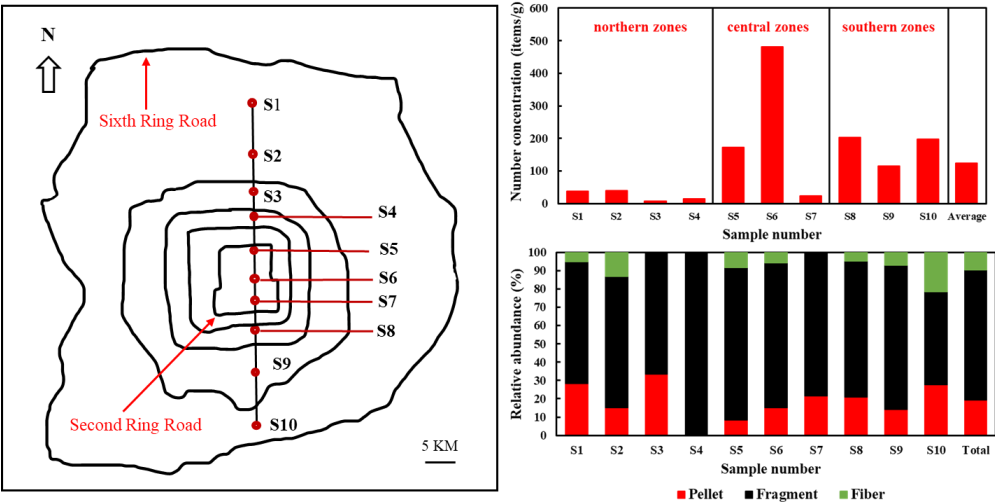 N
Sixth Ring Road
S1
S2
S3
S4
S5
S6
S7
S8
S9
S10
Second Ring Road
5 KM
Number concentration (items/g)
600
500
400
300
200
100
0
northern zones central zones southern zones
S1 S2 S3 S4 S5 S6 S7 S8 S9 S10 Average
Sample number
Relative abundance (%)
100
90
80
70
60
50
40
30
20
10
0
S1 S2 S3 S4 S5 S6 S7 S8 S9 S10 Total
Sample number
Pellet Fragment Fiber